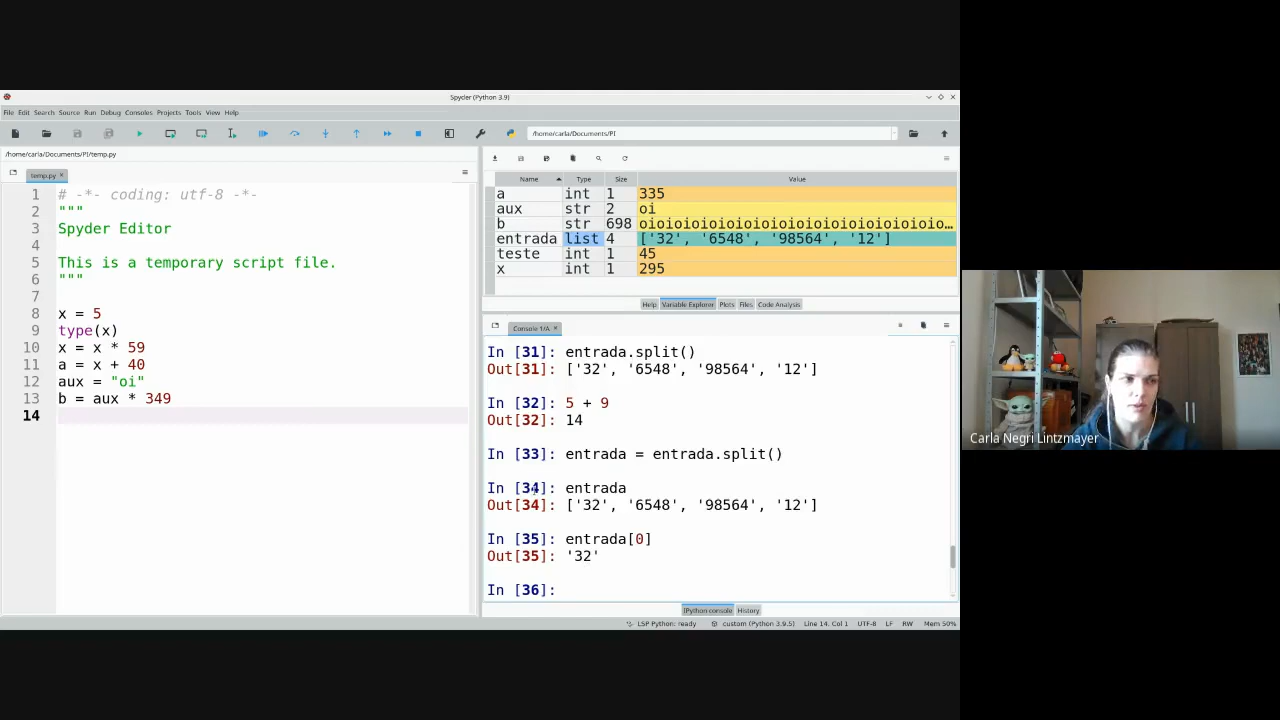 Spyder (Python 3.9)
File Edit Search Source Run Debug Consoles Projects Tools View Help
/home/carla/Documents/PI
/home/carla/Documents/PI/temp.py
temp.py
1 # -*- coding: utf-8 -*-
2 """
3 Spyder Editor
4
5 This is a temporary script file.
6 """
7
8 x = 5
9 type(x)
10 x = x * 59
11 a = x + 40
12 aux = "oi"
13 b = aux * 349
14
Name Type Size Value
a int 1 335
aux str 2 oi
b str 698 oioioioioioioioioioioioioioioioioioio…
entrada list 4 ['32', '6548', '98564', '12']
teste int 1 45
x int 1 295
Help Variable Explorer Plots Files Code Analysis
Console 1/A
In [31]: entrada.split()
Out[31]: ['32', '6548', '98564', '12']
In [32]: 5 + 9
Out[32]: 14
In [33]: entrada = entrada.split()
In [34]: entrada
Out[34]: ['32', '6548', '98564', '12']
In [35]: entrada[0]
Out[35]: '32'
In [36]:
IPython console History
LSP Python: ready custom (Python 3.9.5) Line 14, Col 1 UTF-8 LF RW Mem 50%
Carla Negri Lintzmayer